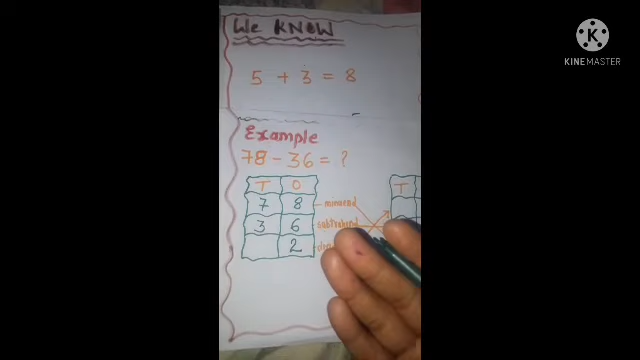 We KNOW
5 + 3 = 8
Example
78 - 36 = ?
T O
7 8 minuend
3 6 subtrahend
2
T
K
KINEMASTER